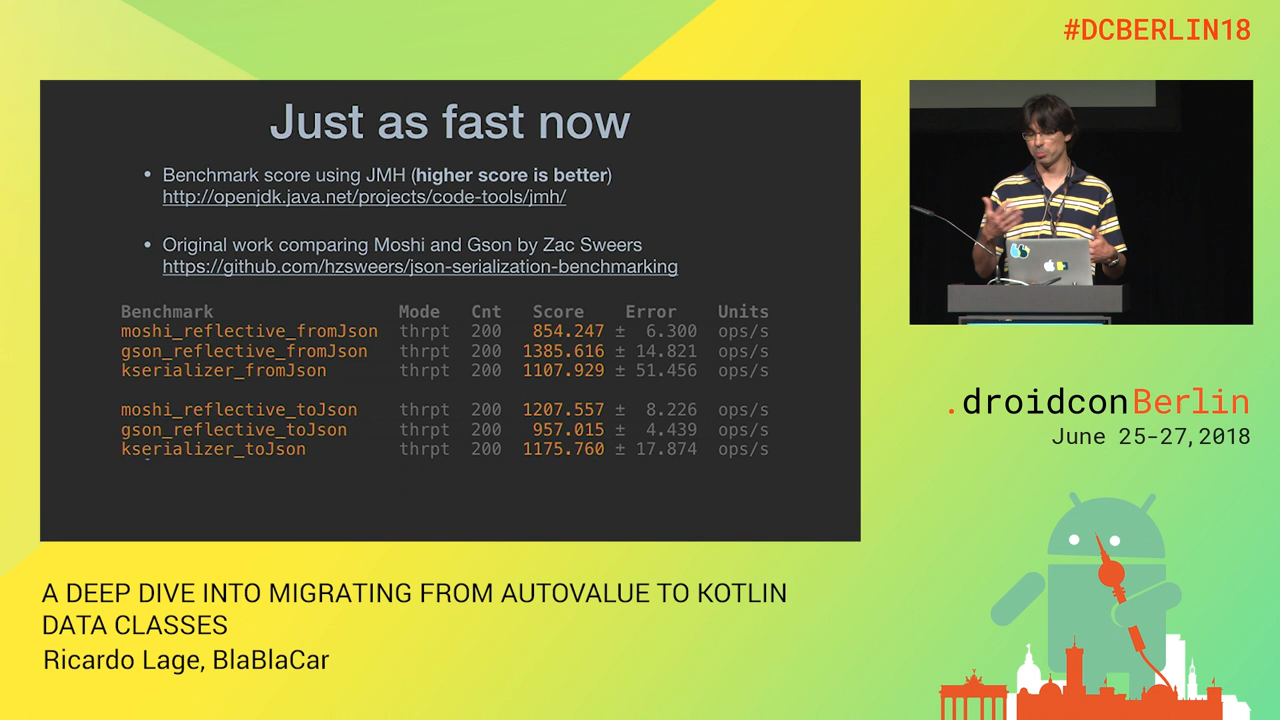 #DCBERLIN18
Just as fast now
• Benchmark score using JMH (higher score is better)
http://openjdk.java.net/projects/code-tools/jmh/
• Original work comparing Moshi and Gson by Zac Sweers
https://github.com/hzsweers/json-serialization-benchmarking
Benchmark Mode Cnt Score Error Units
moshi_reflective_fromJson thrpt 200 854.247 ± 6.300 ops/s
gson_reflective_fromJson thrpt 200 1385.616 ± 14.821 ops/s
kserializer_fromJson thrpt 200 1107.929 ± 51.456 ops/s
moshi_reflective_toJson thrpt 200 1207.557 ± 8.226 ops/s
gson_reflective_toJson thrpt 200 957.015 ± 4.439 ops/s
kserializer_toJson thrpt 200 1175.760 ± 17.874 ops/s
.droidconBerlin
June 25-27,2018
A DEEP DIVE INTO MIGRATING FROM AUTOVALUE TO KOTLIN
DATA CLASSES
Ricardo Lage, BlaBlaCar